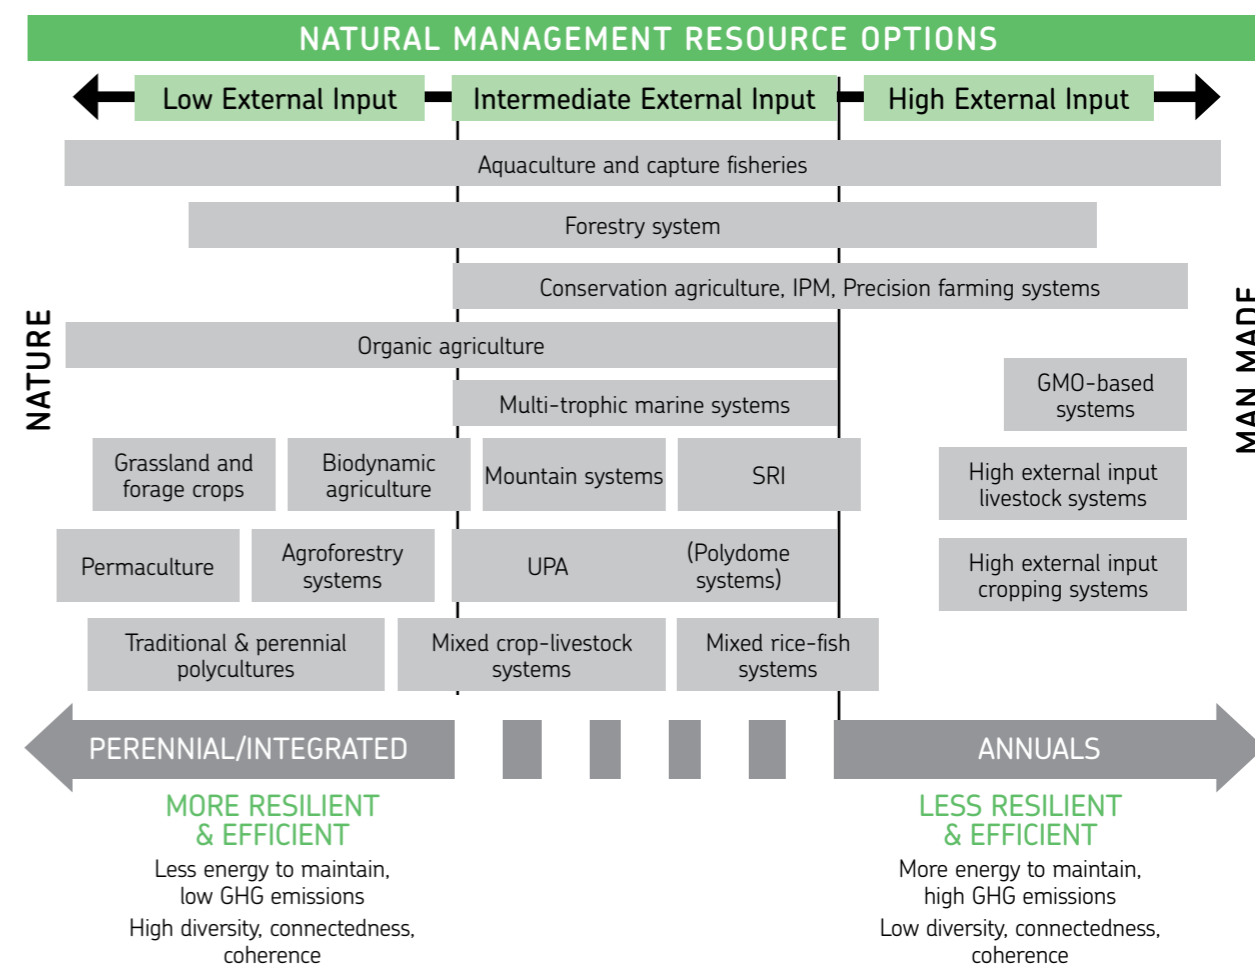 NATURAL MANAGEMENT RESOURCE OPTIONS
Low External Input
Intermediate External Input
High External Input
Aquaculture and capture fisheries
Forestry system
Conservation agriculture, IPM, Precision farming systems
NATURE
MAN MADE
Organic agriculture
GMO-based
systems
Multi-trophic marine systems
Grassland and
forage crops
Biodynamic
agriculture
Mountain systems
SRI
High external input
livestock systems
Permaculture
Agroforestry
systems
UPA
(Polydome
systems)
High external input
cropping systems
Traditional & perennial
polycultures
Mixed crop-livestock
systems
Mixed rice-fish
systems
PERENNIAL/INTEGRATED
ANNUALS
MORE RESILIENT
& EFFICIENT
Less energy to maintain,
low GHG emissions
High diversity, connectedness,
coherence
LESS RESILIENT
& EFFICIENT
More energy to maintain,
high GHG emissions
Low diversity, connectedness,
coherence